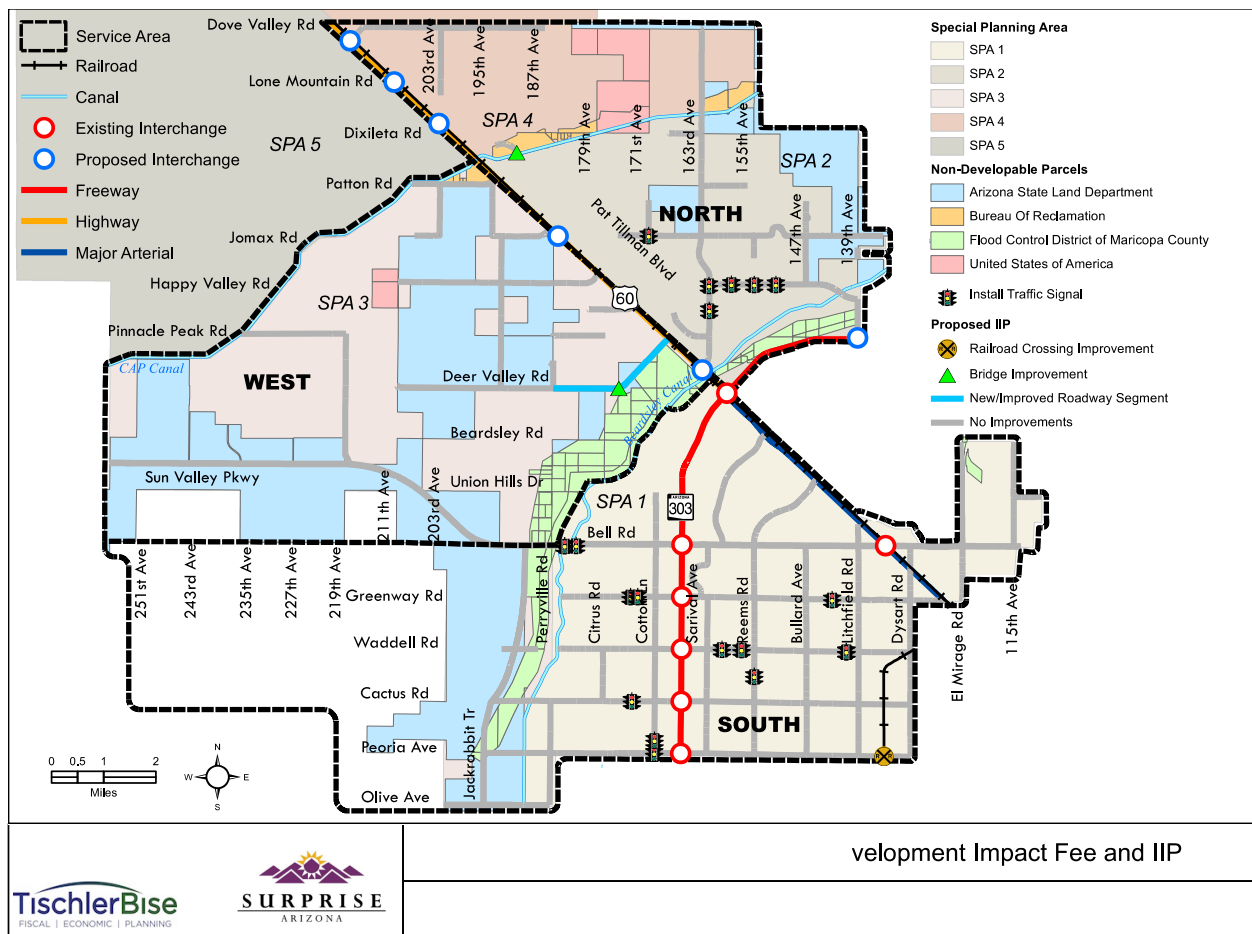 Service Area
Railroad
Canal
Existing Interchange
Proposed Interchange
Freeway
Highway
Major Arterial
Dove Valley Rd
Lone Mountain Rd
Dixileta Rd
Patton Rd
Jomax Rd
Happy Valley Rd
Pinnacle Peak Rd
CAP Canal
203rd Ave
195th Ave
187th Ave
179th Ave
171st Ave
163rd Ave
155th Ave
147th Ave
139th Ave
SPA 5
SPA 4
SPA 2
SPA 3
SPA 1
NORTH
WEST
SOUTH
Pat Tillman Blvd
60
Deer Valley Rd
Beardsley Canal
Beardsley Rd
Sun Valley Pkwy
Union Hills Dr
211th Ave
203rd Ave
ARIZONA
303
Bell Rd
251st Ave
243rd Ave
235th Ave
227th Ave
219th Ave
Greenway Rd
Waddell Rd
Cactus Rd
Peoria Ave
Olive Ave
Jackrabbit Tr
Perryville Rd
Citrus Rd
Cotton Ln
Sarival Ave
Reems Rd
Bullard Ave
Litchfield Rd
Dysart Rd
El Mirage Rd
115th Ave
R R
0 0.5 1 2
Miles
N
W E
S
Special Planning Area
SPA 1
SPA 2
SPA 3
SPA 4
SPA 5
Non-Developable Parcels
Arizona State Land Department
Bureau Of Reclamation
Flood Control District of Maricopa County
United States of America
Install Traffic Signal
Proposed IIP
R R
Railroad Crossing Improvement
Bridge Improvement
New/Improved Roadway Segment
No Improvements
TischlerBise
FISCAL | ECONOMIC | PLANNING
SURPRISE
ARIZONA
velopment Impact Fee and IIP